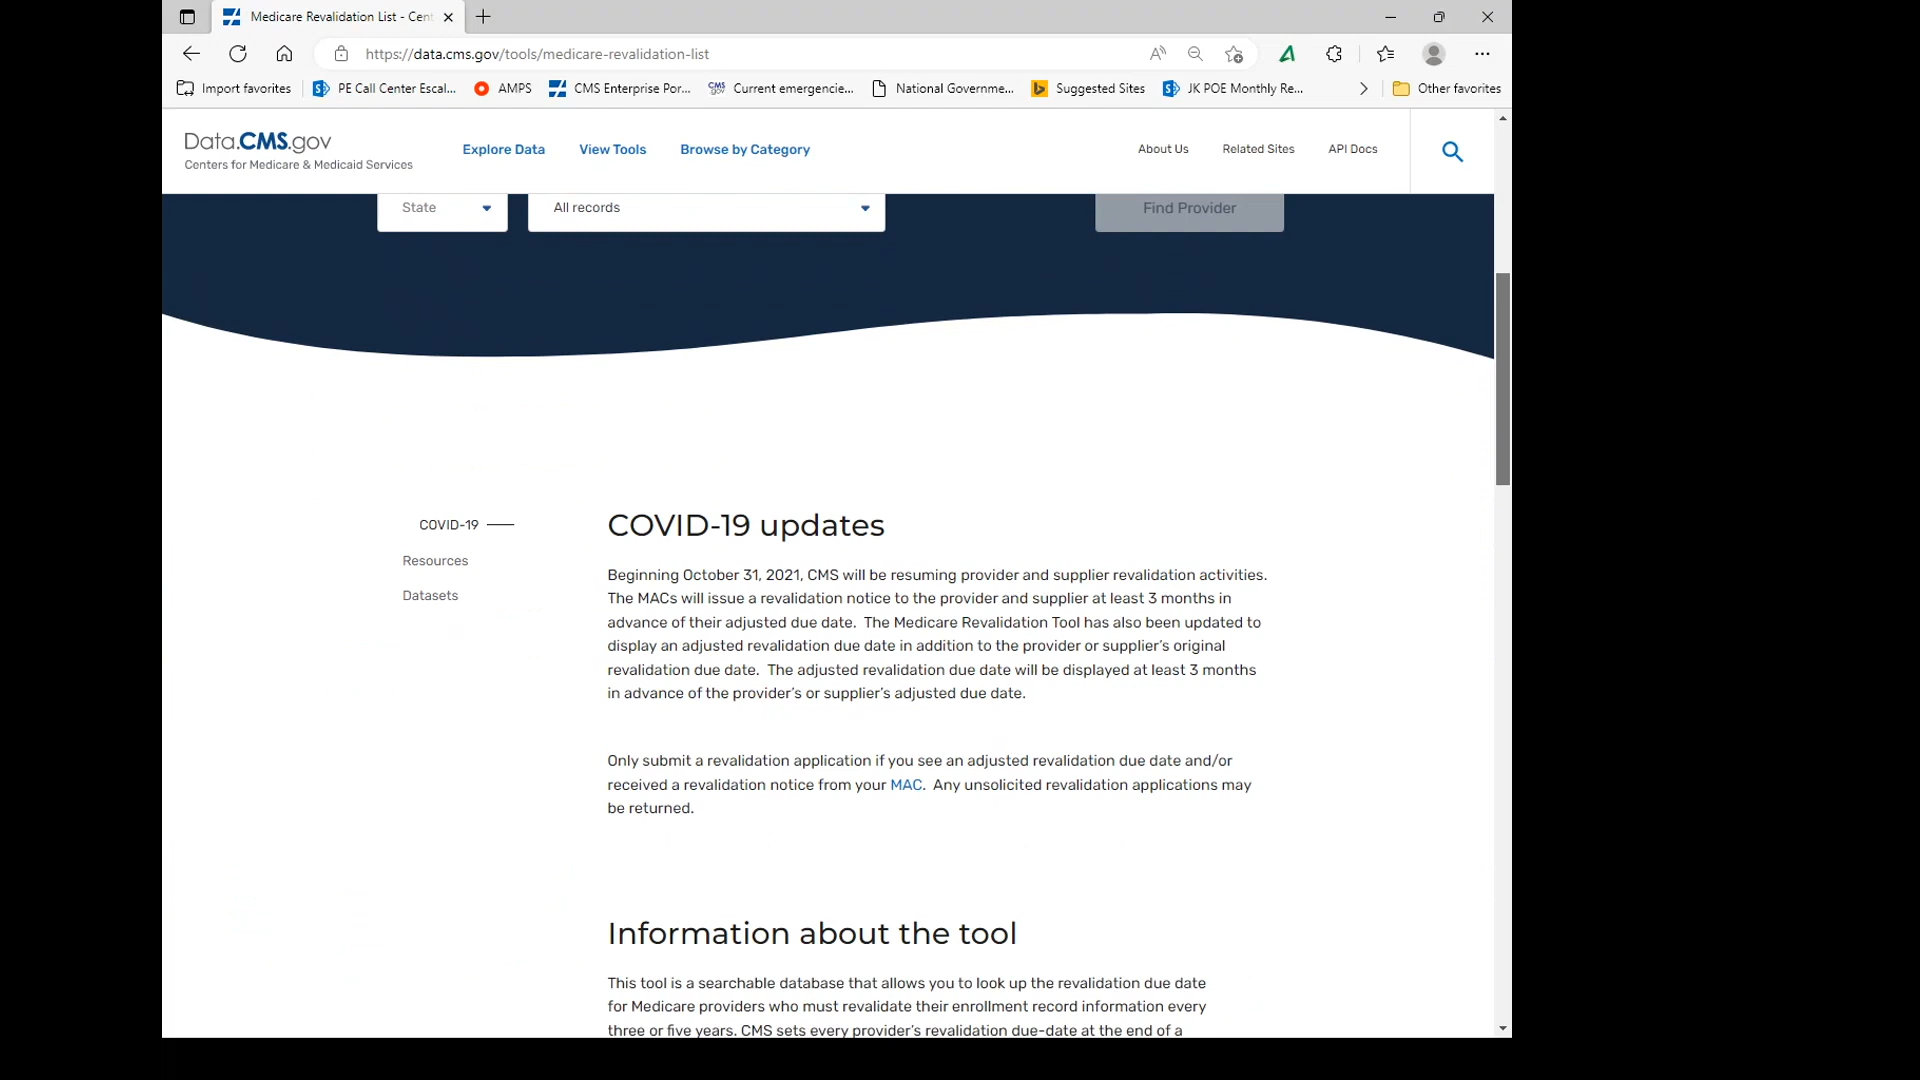 Medicare Revalidation List - Cent
https://data.cms.gov/tools/medicare-revalidation-list
Import favorites
PE Call Center Escal...
AMPS
CMS Enterprise Por...
CMS gov
Current emergencie...
National Governme...
Suggested Sites
JK POE Monthly Re...
Other favorites
Data.CMS.gov
Centers for Medicare & Medicaid Services
Explore Data
View Tools
Browse by Category
About Us
Related Sites
API Docs
State
All records
Find Provider
COVID-19
Resources
Datasets
COVID-19 updates
Beginning October 31, 2021, CMS will be resuming provider and supplier revalidation activities.
The MACs will issue a revalidation notice to the provider and supplier at least 3 months in
advance of their adjusted due date. The Medicare Revalidation Tool has also been updated to
display an adjusted revalidation due date in addition to the provider or supplier's original
revalidation due date. The adjusted revalidation due date will be displayed at least 3 months
in advance of the provider's or supplier's adjusted due date.
Only submit a revalidation application if you see an adjusted revalidation due date and/or
received a revalidation notice from your MAC. Any unsolicited revalidation applications may
be returned.
Information about the tool
This tool is a searchable database that allows you to look up the revalidation due date
for Medicare providers who must revalidate their enrollment record information every
three or five years. CMS sets every provider's revalidation due-date at the end of a